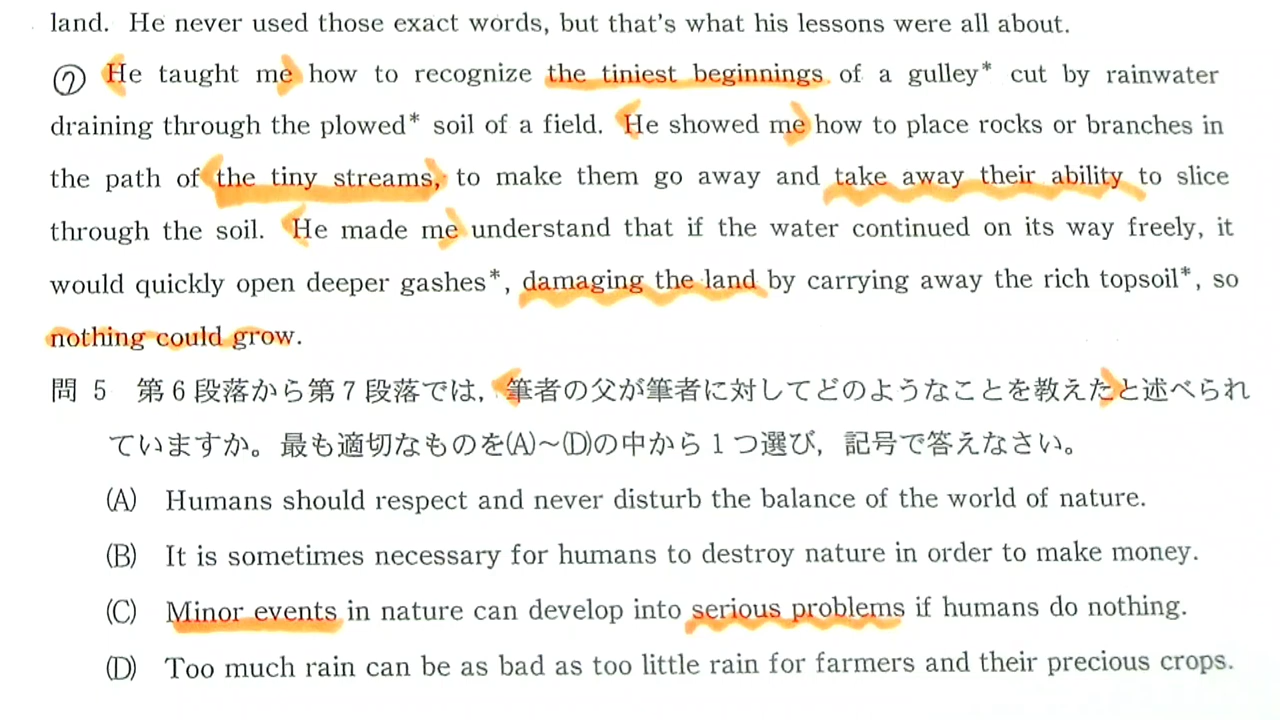 land. He never used those exact words, but that's what his lessons were all about.
⑦ He taught me how to recognize the tiniest beginnings of a gulley* cut by rainwater
draining through the plowed* soil of a field. He showed me how to place rocks or branches in
the path of the tiny streams, to make them go away and take away their ability to slice
through the soil. He made me understand that if the water continued on its way freely, it
would quickly open deeper gashes*, damaging the land by carrying away the rich topsoil*, so
nothing could grow.
問 5 第6段落から第7段落では，筆者の父が筆者に対してどのようなことを教えたと述べられ
ていますか。最も適切なものを(A)～(D)の中から1つ選び，記号で答えなさい。
(A) Humans should respect and never disturb the balance of the world of nature.
(B) It is sometimes necessary for humans to destroy nature in order to make money.
(C) Minor events in nature can develop into serious problems if humans do nothing.
(D) Too much rain can be as bad as too little rain for farmers and their precious crops.